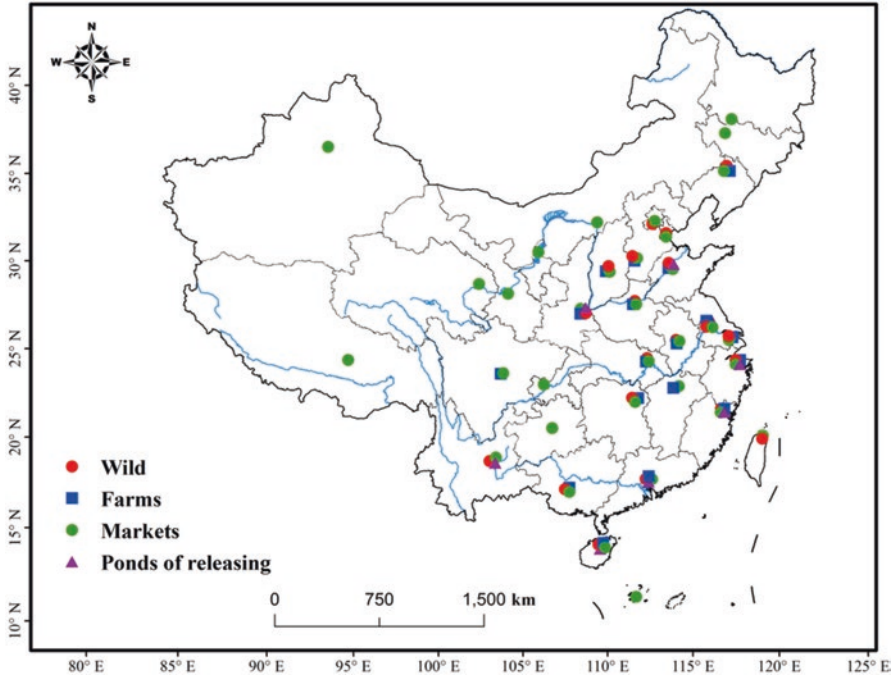 N
W E
S
40° N
35° N
30° N
25° N
20° N
15° N
10° N
Wild
Farms
Markets
Ponds of releasing
0 750 1,500 km
80° E 85° E 90° E 95° E 100° E 105° E 110° E 115° E 120° E 125° E